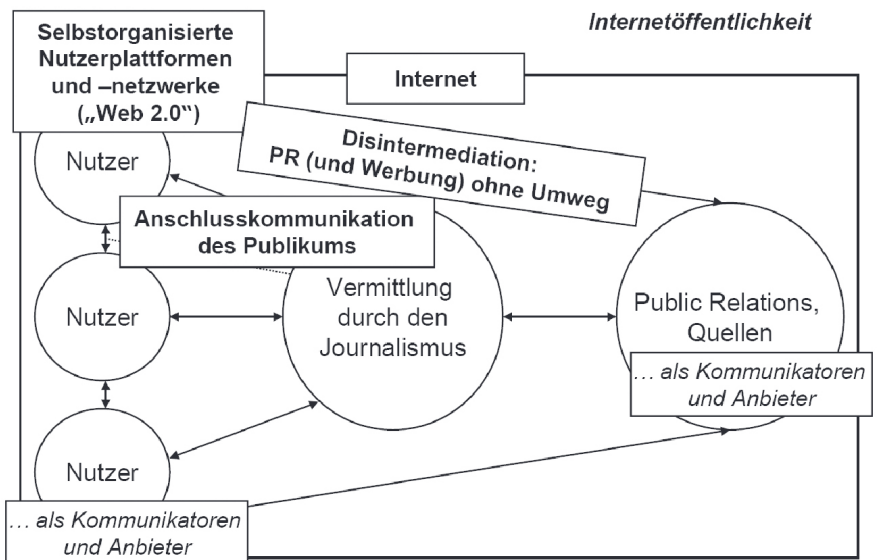 Internetöffentlichkeit
Selbstorganisierte
Nutzerplattformen
und –netzwerke
(„Web 2.0“)
Internet
Disintermediation:
PR (und Werbung) ohne Umweg
Nutzer
Anschlusskommunikation
des Publikums
Nutzer
Vermittlung
durch den
Journalismus
Public Relations,
Quellen
… als Kommunikatoren
und Anbieter
Nutzer
… als Kommunikatoren
und Anbieter